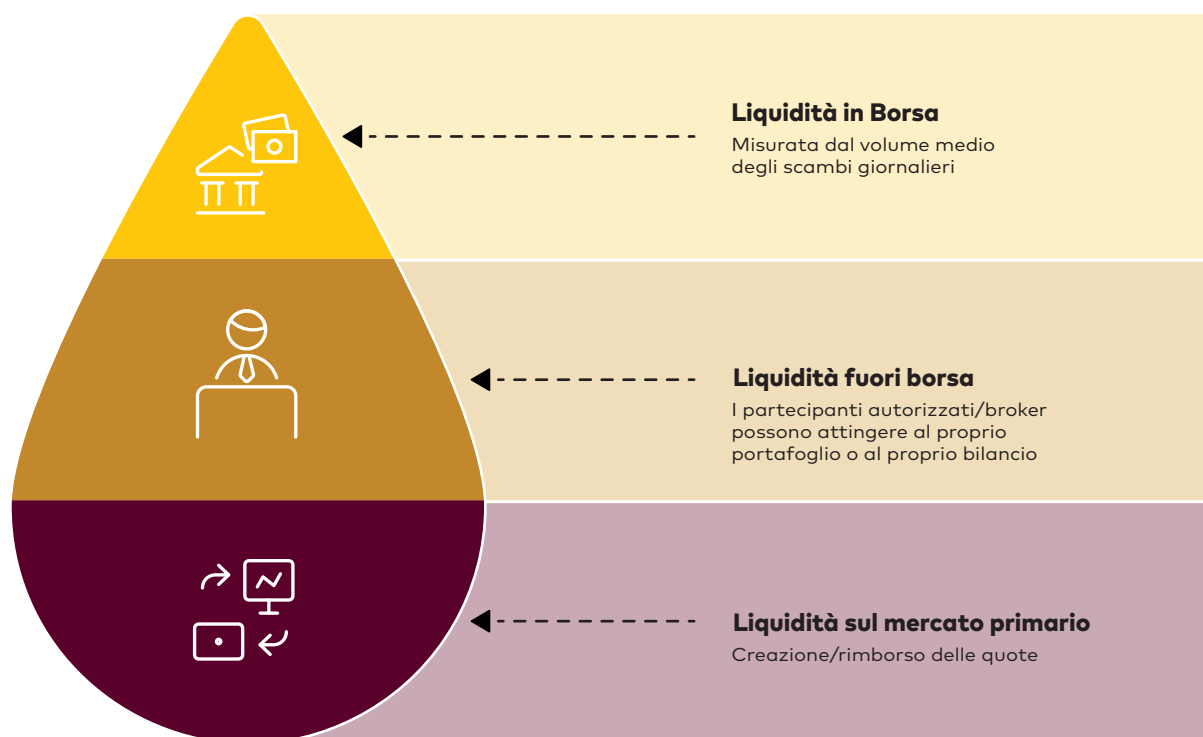 Liquidità in Borsa
Misurata dal volume medio
degli scambi giornalieri
Liquidità fuori borsa
I partecipanti autorizzati/broker
possono attingere al proprio
portafoglio o al proprio bilancio
Liquidità sul mercato primario
Creazione/rimborso delle quote